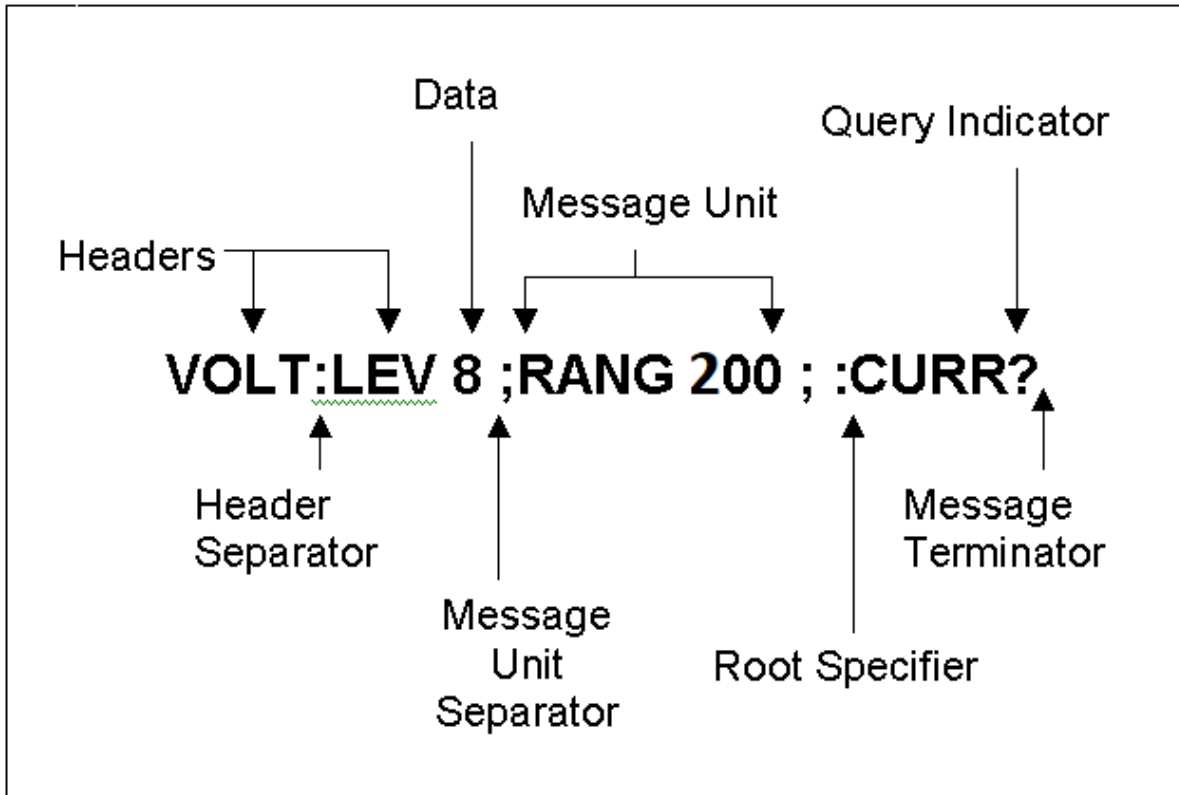 Data
Query Indicator
Message Unit
Headers
VOLT:LEV 8 ;RANG 200 ; :CURR?
Header
Separator
Message
Terminator
Message
Unit
Separator
Root Specifier